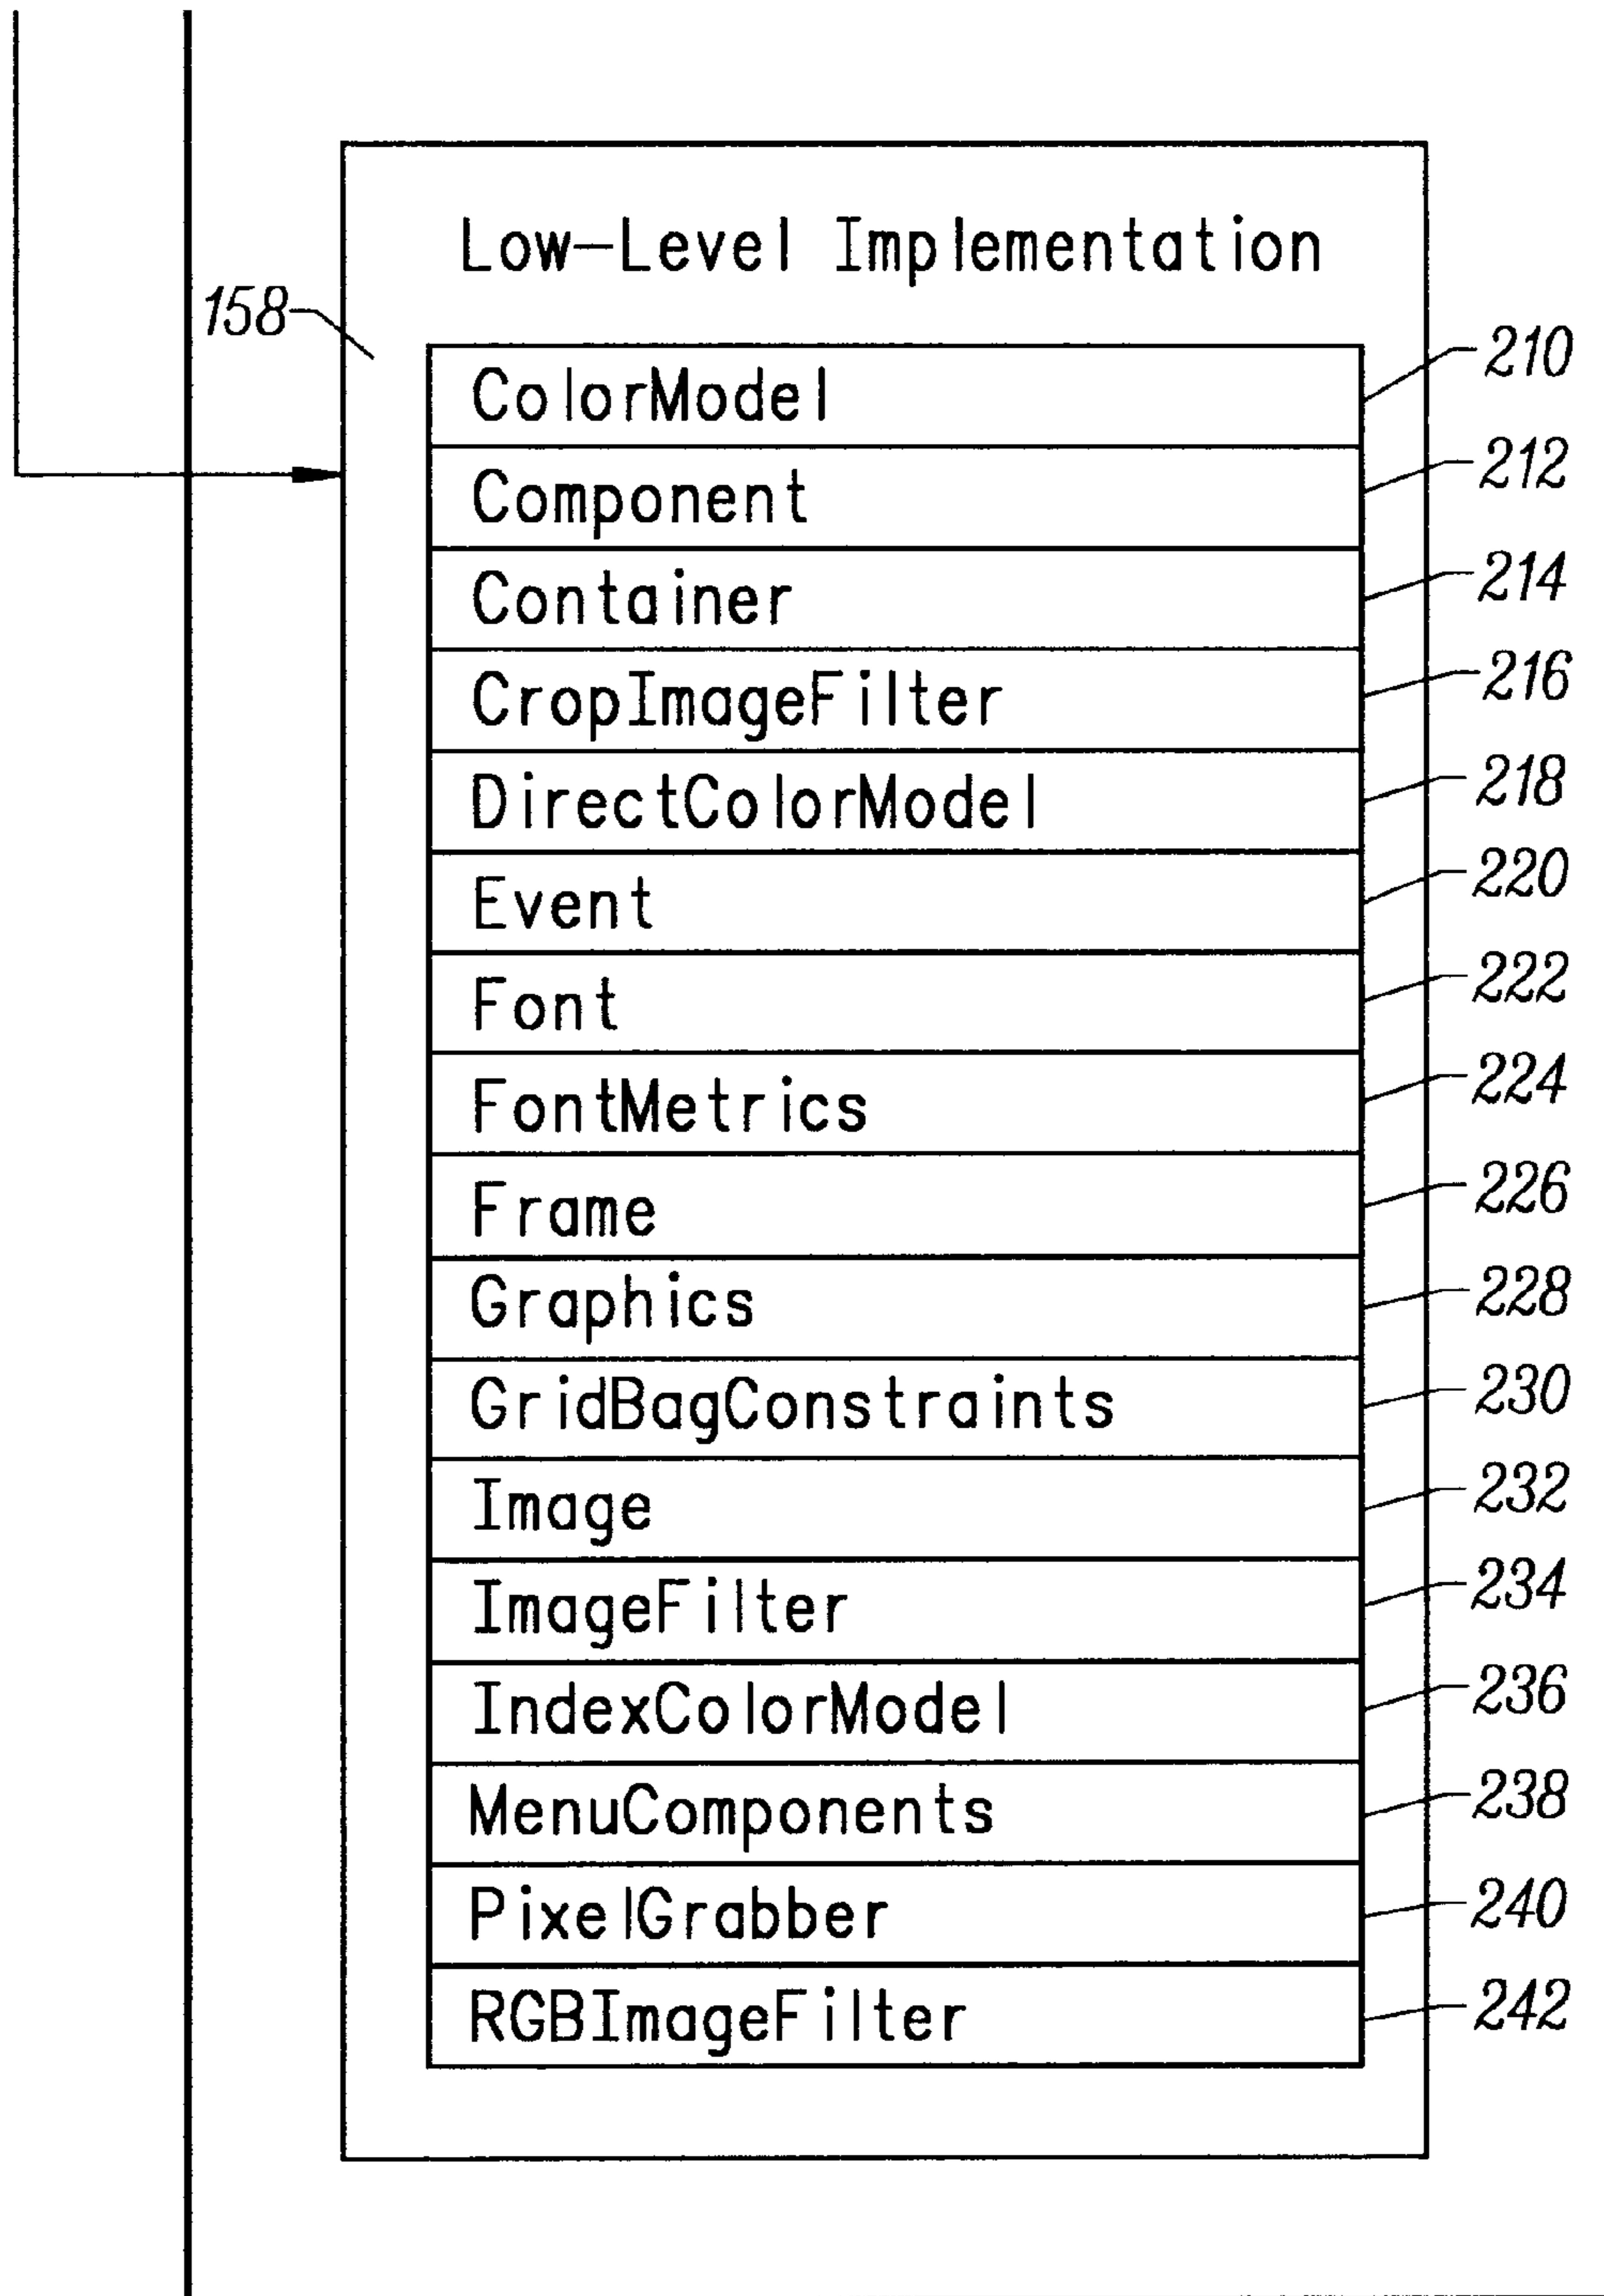 Low-Level Implementation
158
ColorModel 210
Component 212
Container 214
CropImageFilter 216
DirectColorModel 218
Event 220
Font 222
FontMetrics 224
Frame 226
Graphics 228
GridBagConstraints 230
Image 232
ImageFilter 234
IndexColorModel 236
MenuComponents 238
PixelGrabber 240
RGBImageFilter 242